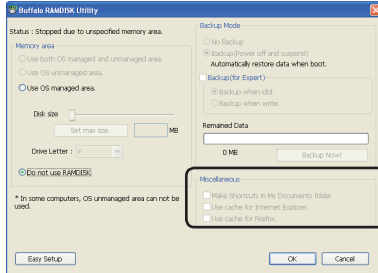 Buffalo RAMDISK Utility
Status : Stopped due to unspecified memory area.
Memory area
Use both OS managed and unmanaged area.
Use OS unmanaged area.
Use OS managed area.
Disk size
Set max size.
MB
Drive Letter : F
Do not use RAMDISK
* In some computers, OS unmanaged area can not be
used.
Easy Setup
Backup Mode
No Backup
Backup(Power off and suspend)
Automatically restore data when boot.
Backup(for Expert)
Backup when idol.
Backup when write.
Remained Data
0 MB
Backup Now!
Miscellaneous
Make Shortcuts in My Documents folder
Use cache for Internet Explorer.
Use cache for Firefox.
OK
Cancel